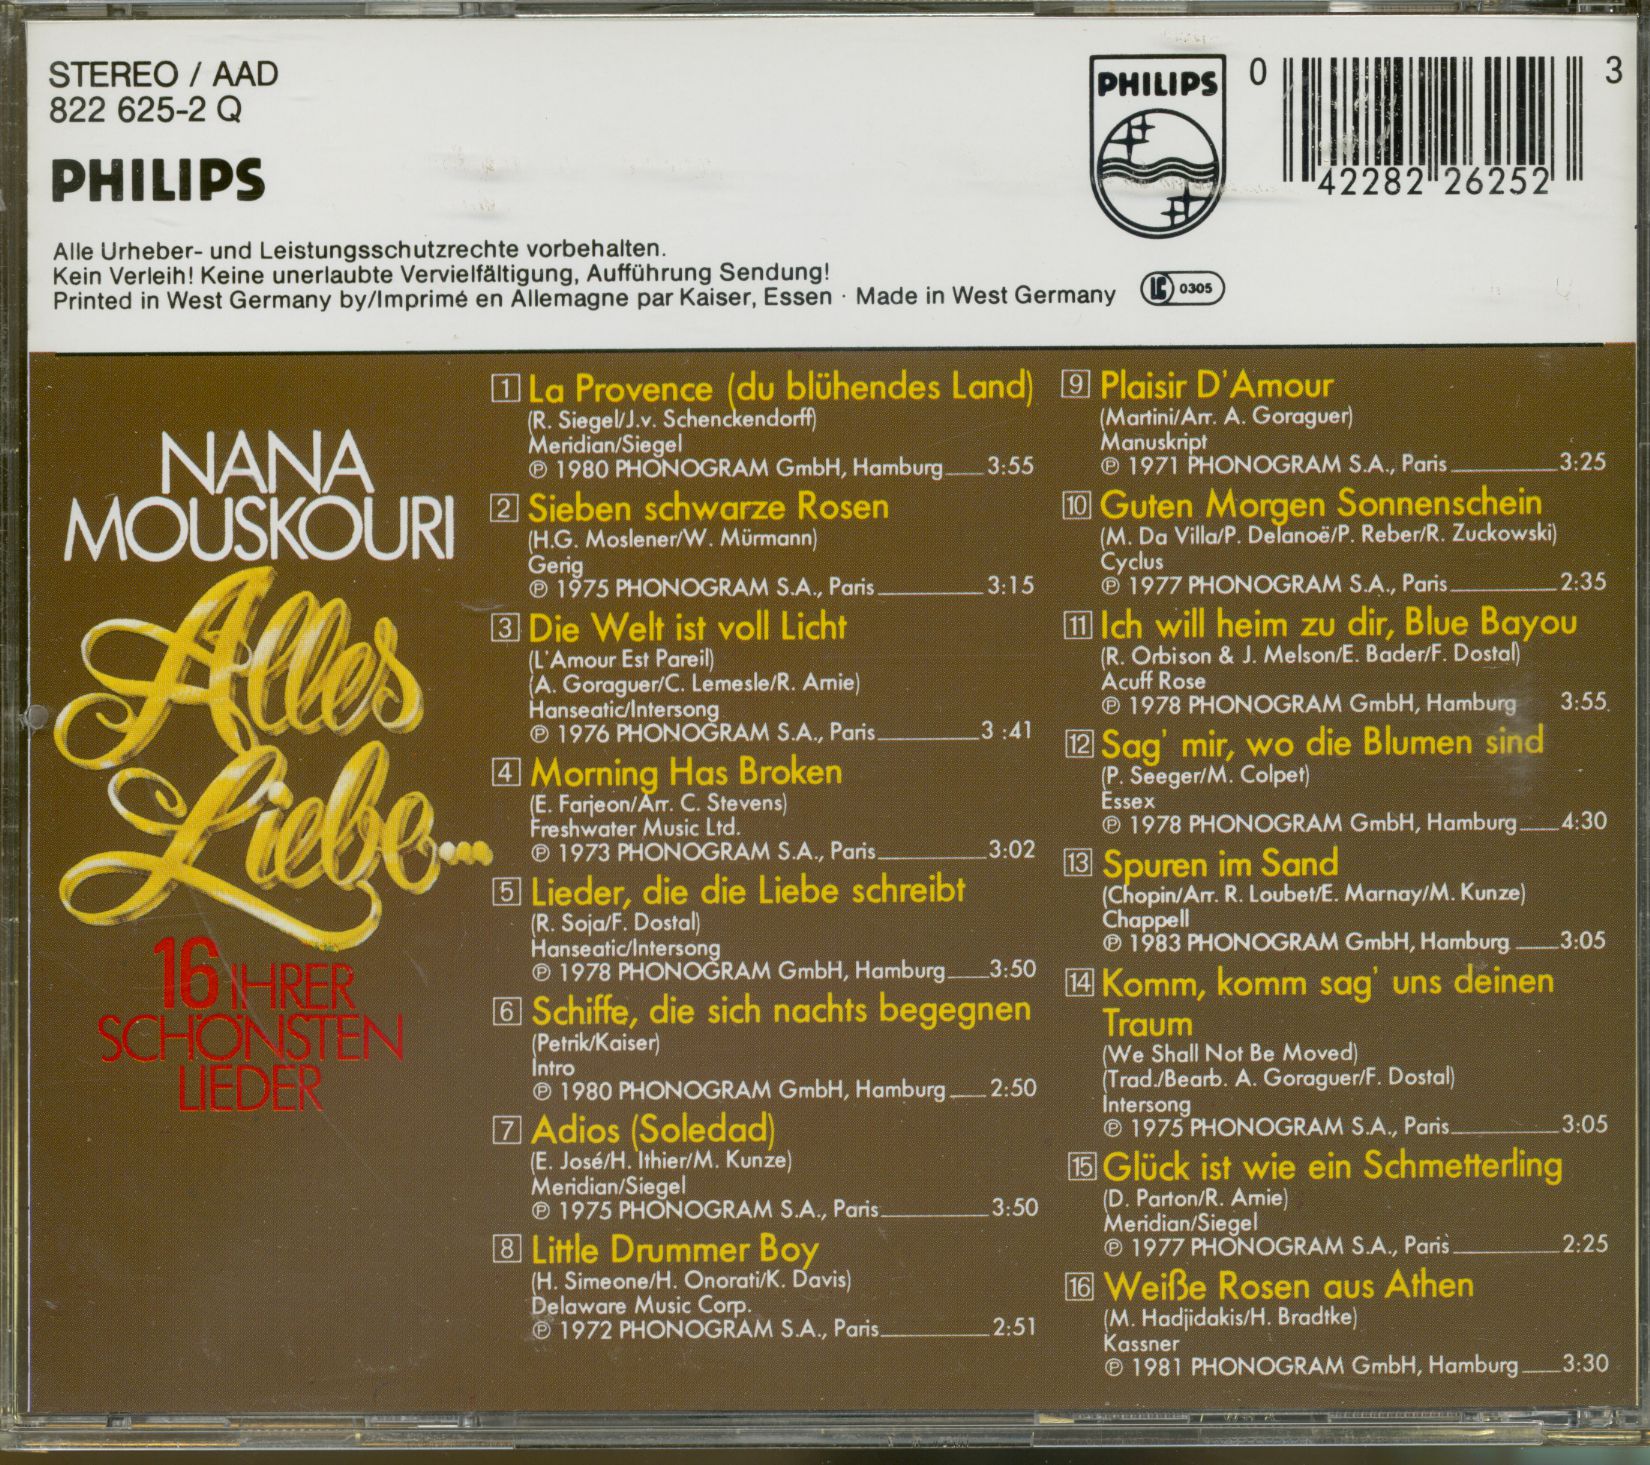 STEREO / AAD
822 625-2 Q
PHILIPS
PHILIPS
0 42282 26252 3
Alle Urheber- und Leistungsschutzrechte vorbehalten.
Kein Verleih! Keine unerlaubte Vervielfältigung, Aufführung Sendung!
Printed in West Germany by/Imprimé en Allemagne par Kaiser, Essen · Made in West Germany
LC 0305
NANA
MOUSKOURI
Alles
Liebe...
16 IHRER
SCHÖNSTEN
LIEDER
1 La Provence (du blühendes Land)
(R. Siegel/J.v. Schenckendorff)
Meridian/Siegel
℗ 1980 PHONOGRAM GmbH, Hamburg 3:55
2 Sieben schwarze Rosen
(H.G. Moslener/W. Mürmann)
Gerig
℗ 1975 PHONOGRAM S.A., Paris 3:15
3 Die Welt ist voll Licht
(L'Amour Est Pareil)
(A. Goraguer/C. Lemesle/R. Arnie)
Hanseatic/Intersong
℗ 1976 PHONOGRAM S.A., Paris 3 :41
4 Morning Has Broken
(E. Farjeon/Arr. C. Stevens)
Freshwater Music Ltd.
℗ 1973 PHONOGRAM S.A., Paris 3:02
5 Lieder, die die Liebe schreibt
(R. Soja/F. Dostal)
Hanseatic/Intersong
℗ 1978 PHONOGRAM GmbH, Hamburg 3:50
6 Schiffe, die sich nachts begegnen
(Petrik/Kaiser)
Intro
℗ 1980 PHONOGRAM GmbH, Hamburg 2:50
7 Adios (Soledad)
(E. José/H. Ithier/M. Kunze)
Meridian/Siegel
℗ 1975 PHONOGRAM S.A., Paris 3:50
8 Little Drummer Boy
(H. Simeone/H. Onorati/K. Davis)
Delaware Music Corp.
℗ 1972 PHONOGRAM S.A., Paris 2:51
9 Plaisir D'Amour
(Martini/Arr. A. Goraguer)
Manuskript
℗ 1971 PHONOGRAM S.A., Paris 3:25
10 Guten Morgen Sonnenschein
(M. Da Villa/P. Delanoë/P. Reber/R. Zuckowski)
Cyclus
℗ 1977 PHONOGRAM S.A., Paris 2:35
11 Ich will heim zu dir, Blue Bayou
(R. Orbison & J. Melson/E. Bader/F. Dostal)
Acuff Rose
℗ 1978 PHONOGRAM GmbH, Hamburg 3:55
12 Sag' mir, wo die Blumen sind
(P. Seeger/M. Colpet)
Essex
℗ 1978 PHONOGRAM GmbH, Hamburg 4:30
13 Spuren im Sand
(Chopin/Arr. R. Loubet/E. Marnay/M. Kunze)
Chappell
℗ 1983 PHONOGRAM GmbH, Hamburg 3:05
14 Komm, komm sag' uns deinen
Traum
(We Shall Not Be Moved)
(Trad./Bearb. A. Goraguer/F. Dostal)
Intersong
℗ 1975 PHONOGRAM S.A., Paris 3:05
15 Glück ist wie ein Schmetterling
(D. Parton/R. Arnie)
Meridian/Siegel
℗ 1977 PHONOGRAM S.A., Paris 2:25
16 Weiße Rosen aus Athen
(M. Hadjidakis/H. Bradtke)
Kassner
℗ 1981 PHONOGRAM GmbH, Hamburg 3:30